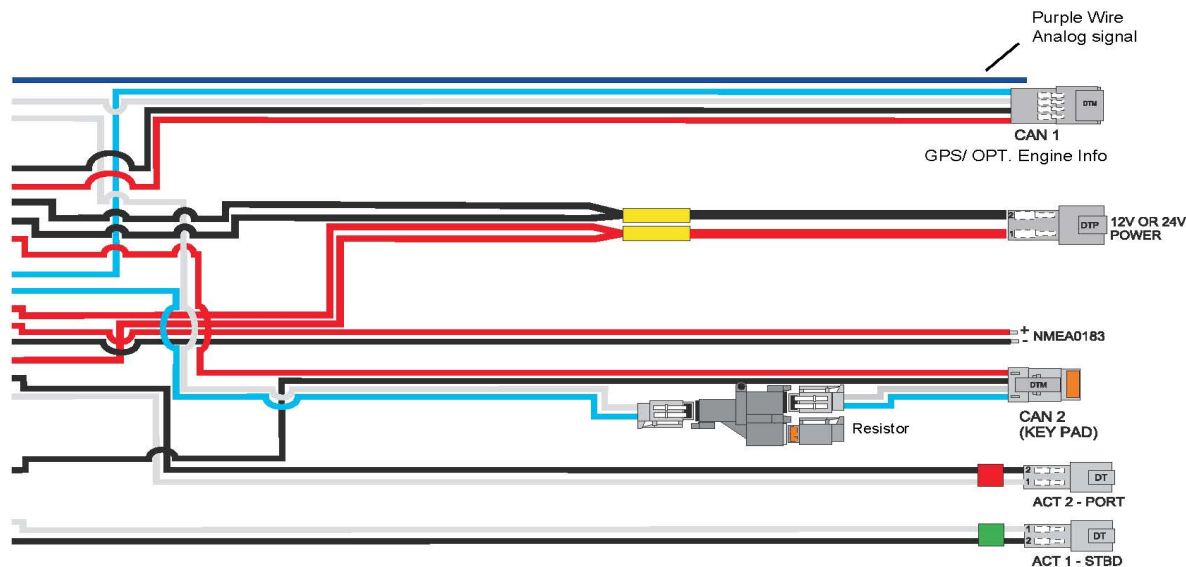 Purple Wire
Analog signal
DTM
CAN 1
GPS/ OPT. Engine Info
2
1
DTP
12V OR 24V
POWER
+
-
NMEA0183
DTM
CAN 2
(KEY PAD)
Resistor
2
1
DT
ACT 2 - PORT
1
2
DT
ACT 1 - STBD